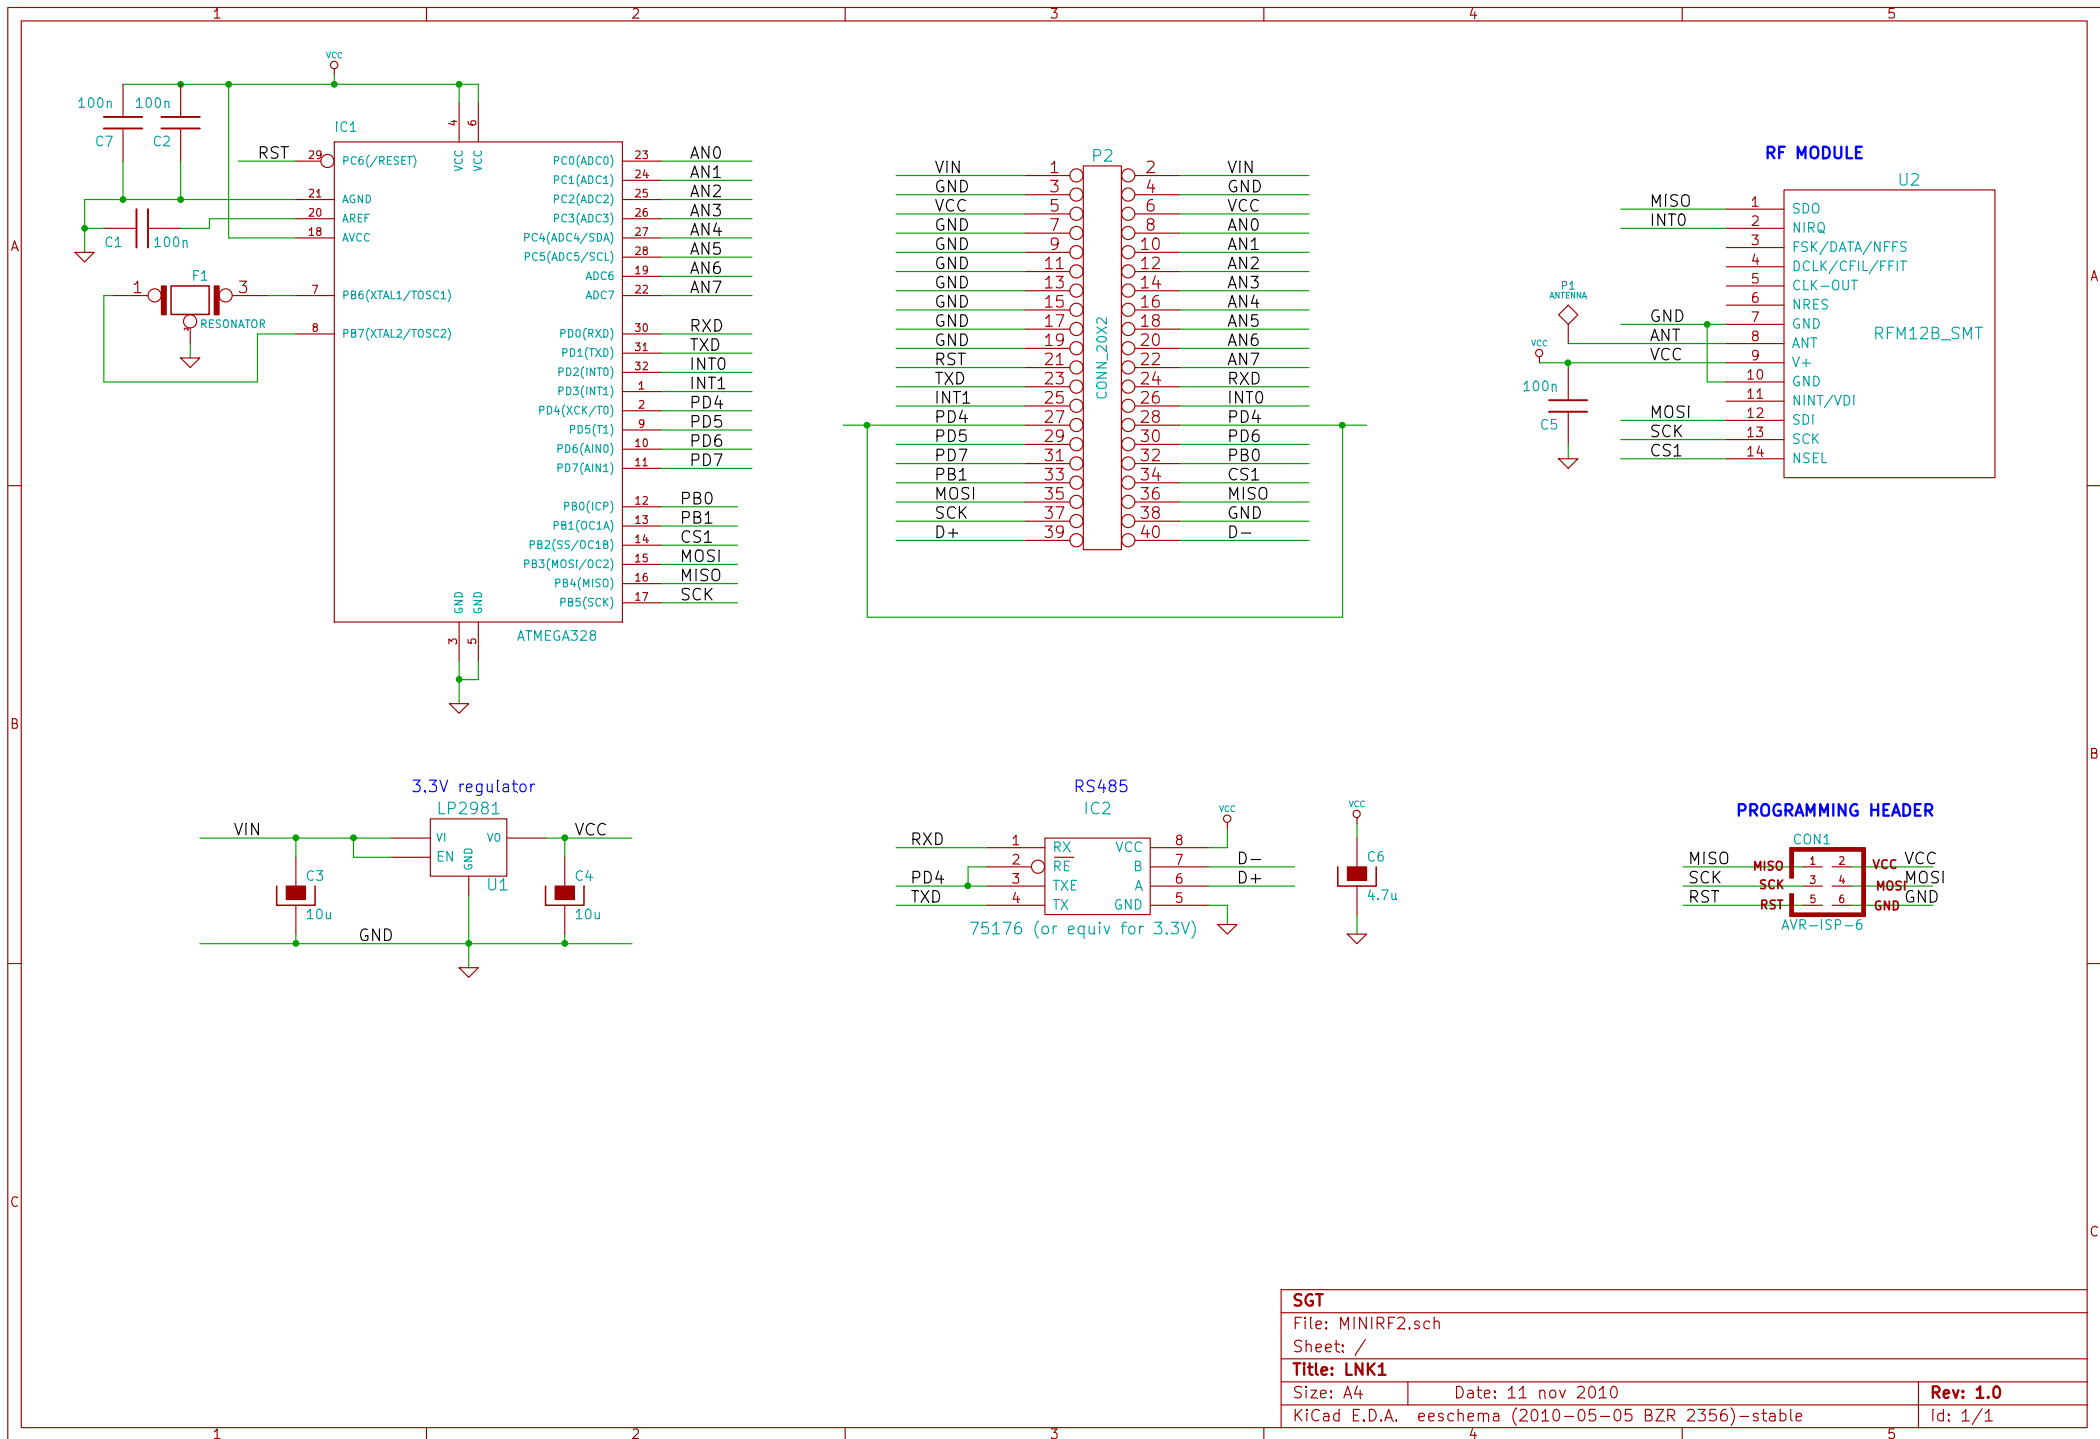 1 2 3 4 5
A
B
C
A
B
C
VCC
100n
C7
100n
C2
IC1
RST
29 PC6(/RESET)
21 AGND
20 AREF
18 AVCC
C1
100n
F1
1
3
2
RESONATOR
7 PB6(XTAL1/TOSC1)
8 PB7(XTAL2/TOSC2)
4 VCC
6 VCC
PC0(ADC0) 23 AN0
PC1(ADC1) 24 AN1
PC2(ADC2) 25 AN2
PC3(ADC3) 26 AN3
PC4(ADC4/SDA) 27 AN4
PC5(ADC5/SCL) 28 AN5
ADC6 19 AN6
ADC7 22 AN7
PD0(RXD) 30 RXD
PD1(TXD) 31 TXD
PD2(INT0) 32 INT0
PD3(INT1) 1 INT1
PD4(XCK/T0) 2 PD4
PD5(T1) 9 PD5
PD6(AIN0) 10 PD6
PD7(AIN1) 11 PD7
PB0(ICP) 12 PB0
PB1(OC1A) 13 PB1
PB2(SS/OC1B) 14 CS1
PB3(MOSI/OC2) 15 MOSI
PB4(MISO) 16 MISO
PB5(SCK) 17 SCK
GND 3
GND 5
ATMEGA328
P2
CONN_20X2
VIN 1 2 VIN
GND 3 4 GND
VCC 5 6 VCC
GND 7 8 AN0
GND 9 10 AN1
GND 11 12 AN2
GND 13 14 AN3
GND 15 16 AN4
GND 17 18 AN5
GND 19 20 AN6
RST 21 22 AN7
TXD 23 24 RXD
INT1 25 26 INT0
PD4 27 28 PD4
PD5 29 30 PD6
PD7 31 32 PB0
PB1 33 34 CS1
MOSI 35 36 MISO
SCK 37 38 GND
D+ 39 40 D-
RF MODULE
U2
RFM12B_SMT
MISO 1 SDO
INT0 2 NIRQ
3 FSK/DATA/NFFS
4 DCLK/CFIL/FFIT
5 CLK-OUT
6 NRES
GND 7 GND
ANT 8 ANT
VCC 9 V+
10 GND
11 NINT/VDI
MOSI 12 SDI
SCK 13 SCK
CS1 14 NSEL
P1
ANTENNA
VCC
100n
C5
3.3V regulator
LP2981
VIN
VI VO
EN
GND
U1
VCC
C3
10u
C4
10u
GND
RS485
IC2
RXD 1 RX
2 RE
PD4 3 TXE
TXD 4 TX
VCC 8 VCC
B 7 D-
A 6 D+
GND 5
75176 (or equiv for 3.3V)
VCC
C6
4.7u
PROGRAMMING HEADER
CON1
MISO MISO 1 2 VCC VCC
SCK SCK 3 4 MOSI MOSI
RST RST 5 6 GND GND
AVR-ISP-6
SGT
File: MINIRF2.sch
Sheet: /
Title: LNK1
Size: A4 Date: 11 nov 2010 Rev: 1.0
KiCad E.D.A. eeschema (2010-05-05 BZR 2356)-stable Id: 1/1
1 2 3 4 5